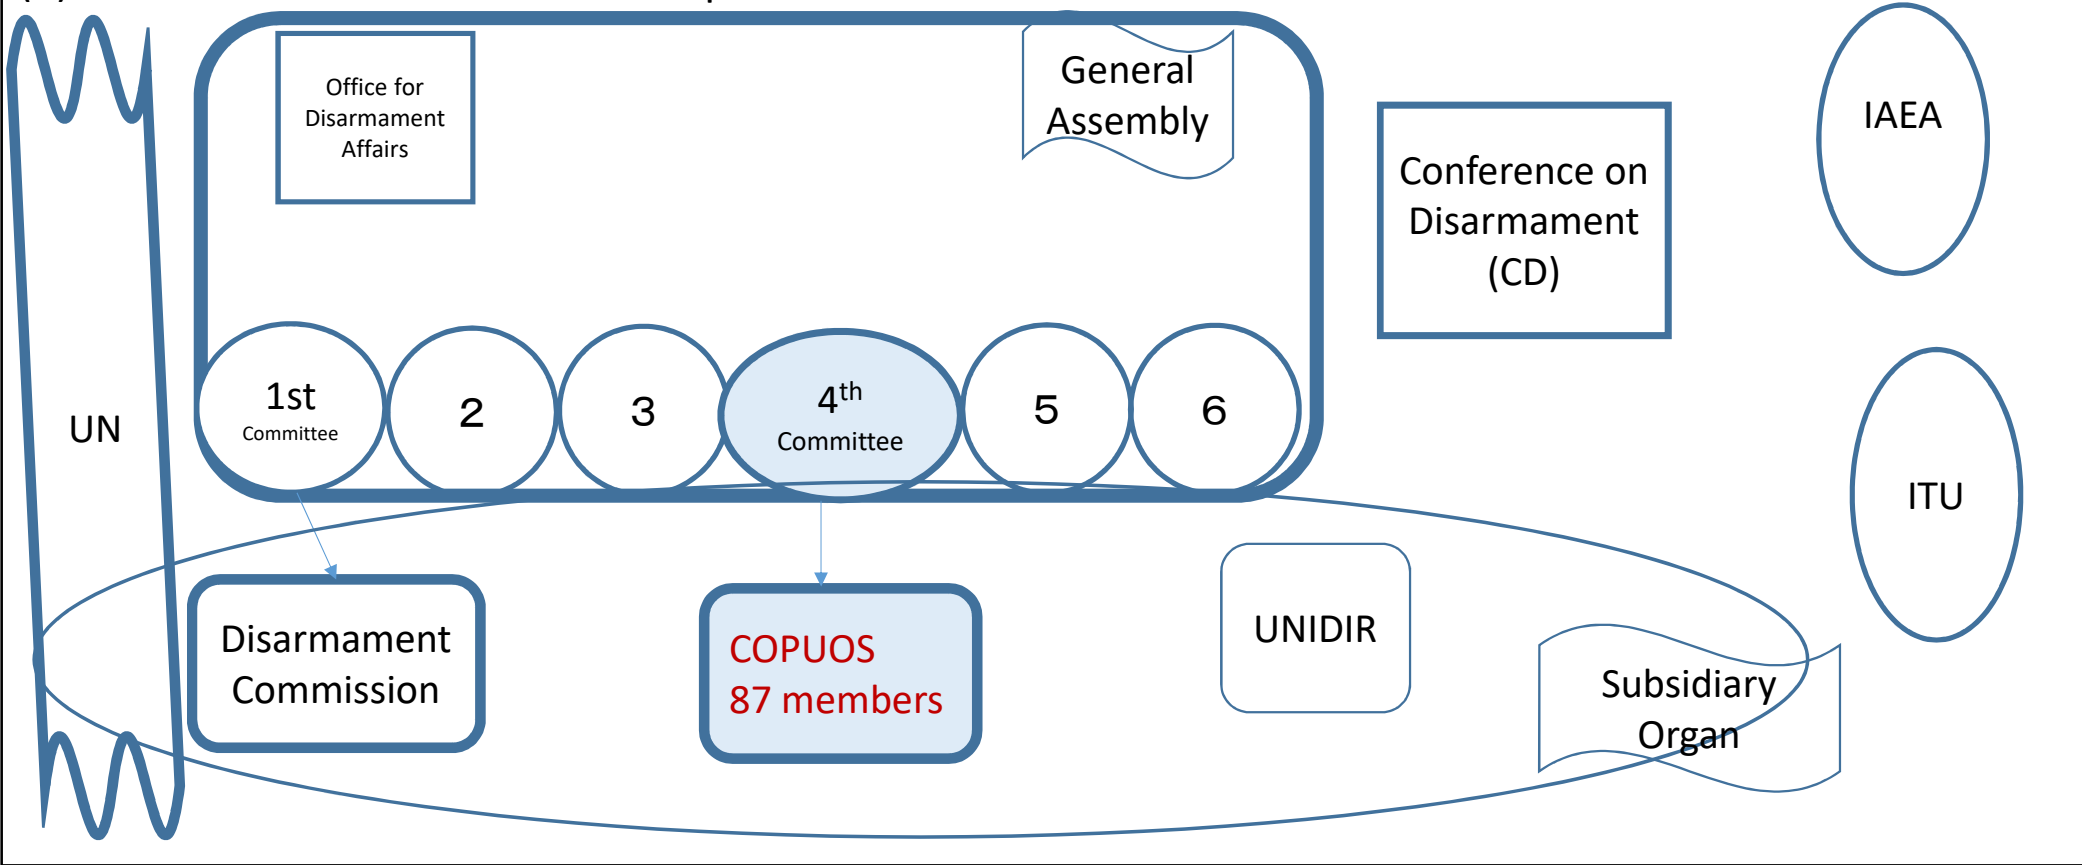 Office for
Disarmament
Affairs
General
Assembly
IAEA
Conference on
Disarmament
(CD)
1st
Committee
2
3
4th
Committee
5
6
UN
ITU
Disarmament
Commission
COPUOS
87 members
UNIDIR
Subsidiary
Organ